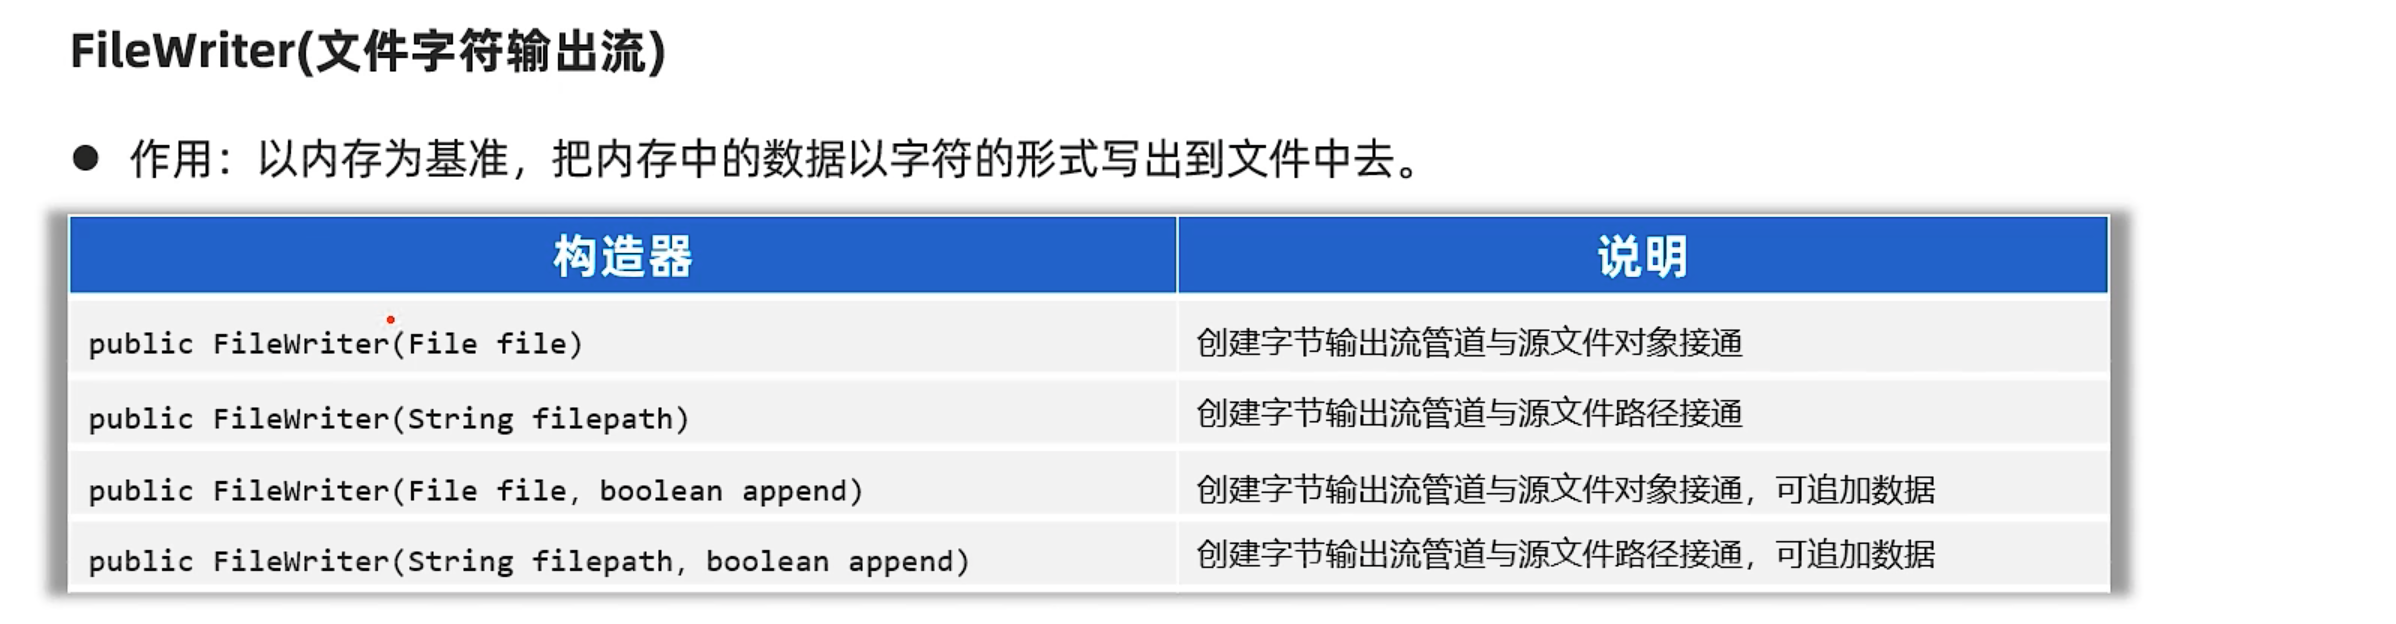 FileWriter(文件字符输出流)
● 作用：以内存为基准，把内存中的数据以字符的形式写出到文件中去。
构造器 说明
public FileWriter(File file) 创建字节输出流管道与源文件对象接通
public FileWriter(String filepath) 创建字节输出流管道与源文件路径接通
public FileWriter(File file, boolean append) 创建字节输出流管道与源文件对象接通，可追加数据
public FileWriter(String filepath, boolean append) 创建字节输出流管道与源文件路径接通，可追加数据